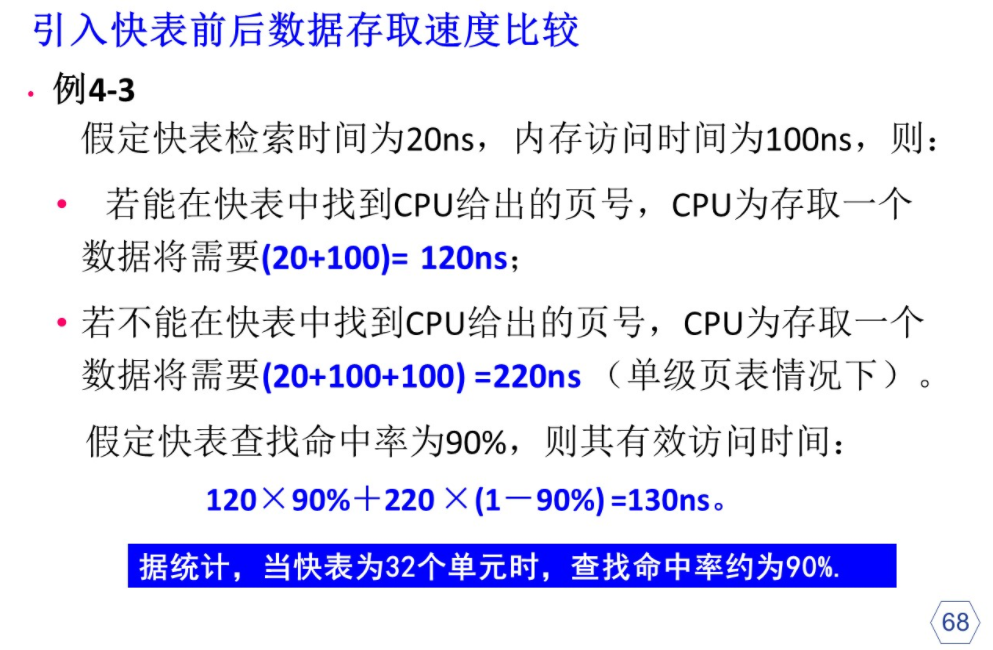 引入快表前后数据存取速度比较
• 例4-3
假定快表检索时间为20ns，内存访问时间为100ns，则：
• 若能在快表中找到CPU给出的页号，CPU为存取一个
数据将需要(20+100)= 120ns；
• 若不能在快表中找到CPU给出的页号，CPU为存取一个
数据将需要(20+100+100) =220ns （单级页表情况下）。
假定快表查找命中率为90%，则其有效访问时间：
120×90%＋220 ×(1－90%) =130ns。
据统计，当快表为32个单元时，查找命中率约为90%.
68